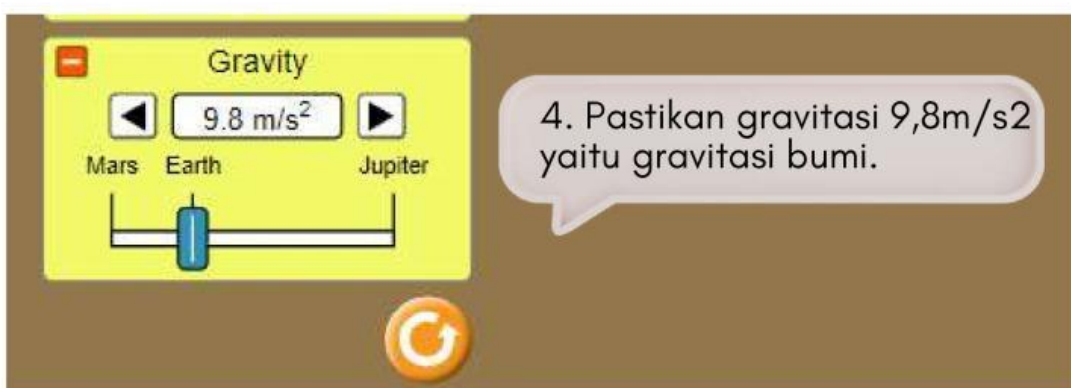 Gravity
9.8 m/s²
Mars Earth Jupiter
4. Pastikan gravitasi 9,8m/s2
yaitu gravitasi bumi.